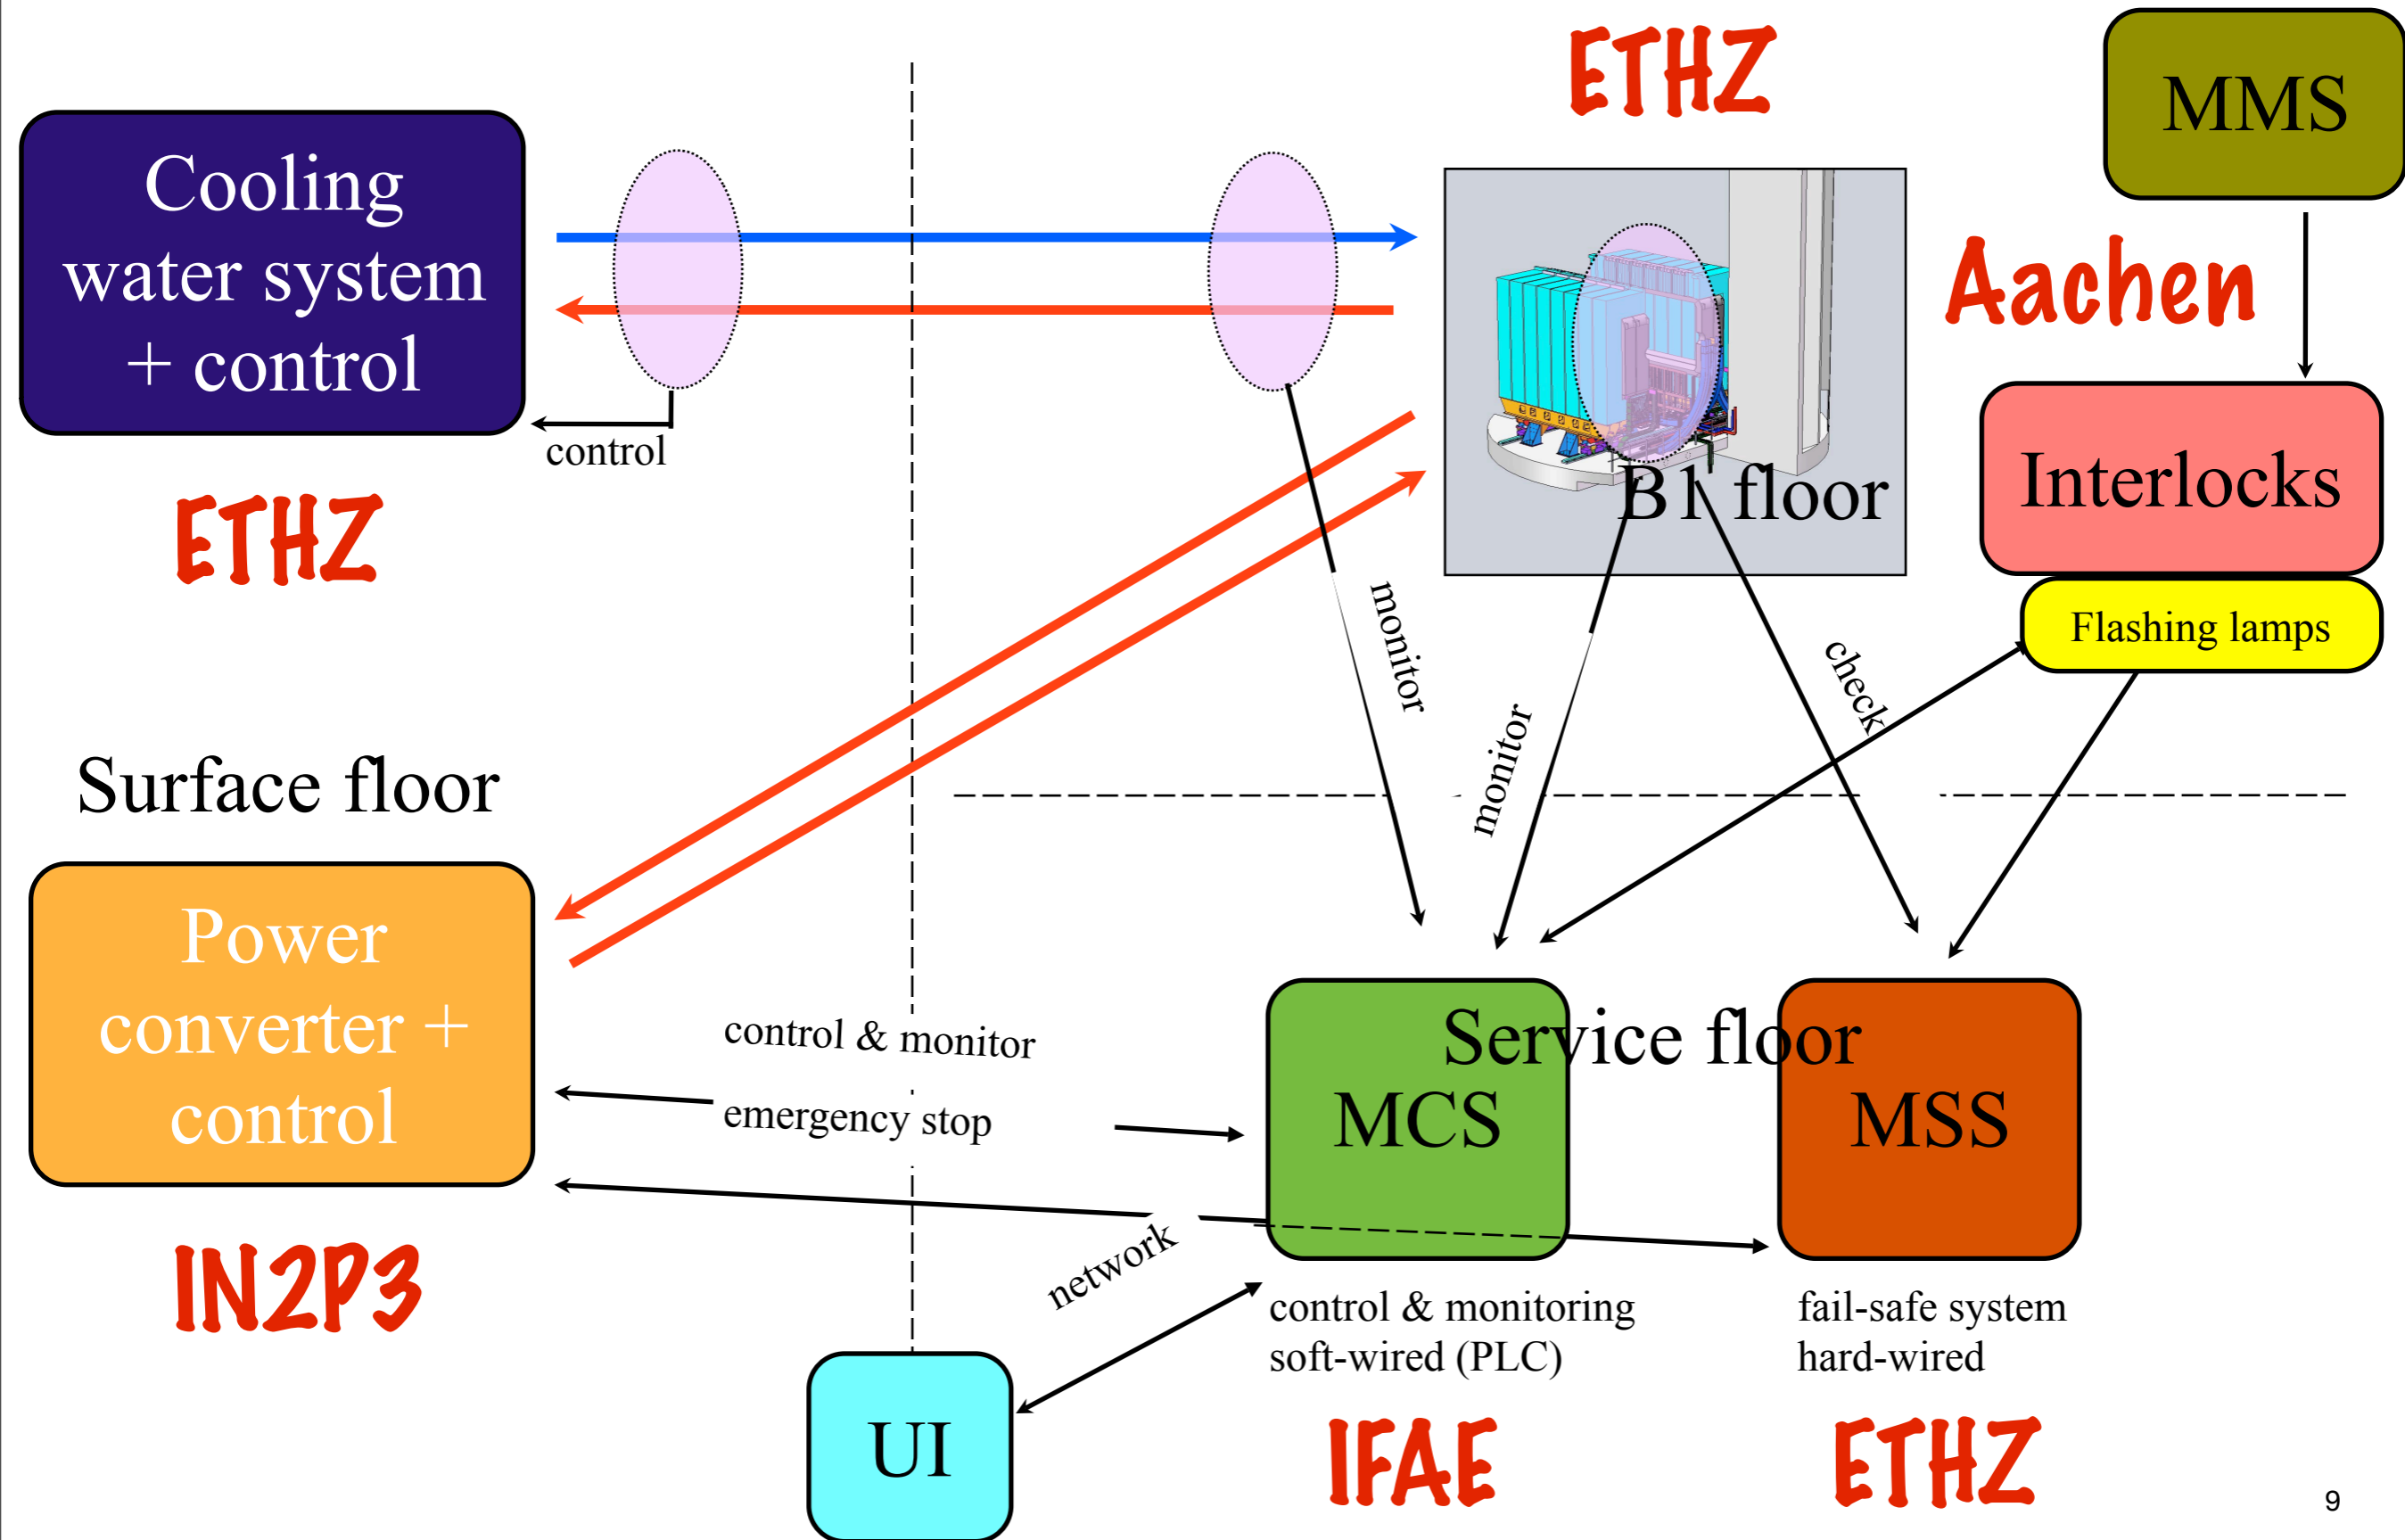 ETHZ
MMS
Cooling
water system
+ control
Aachen
control
B1 floor
Interlocks
ETHZ
Flashing lamps
monitor
monitor
check
Surface floor
Power
converter +
control
control & monitor
emergency stop
Service floor
MCS
MSS
IN2P3
network
control & monitoring
soft-wired (PLC)
fail-safe system
hard-wired
UI
IFAE
ETHZ
9